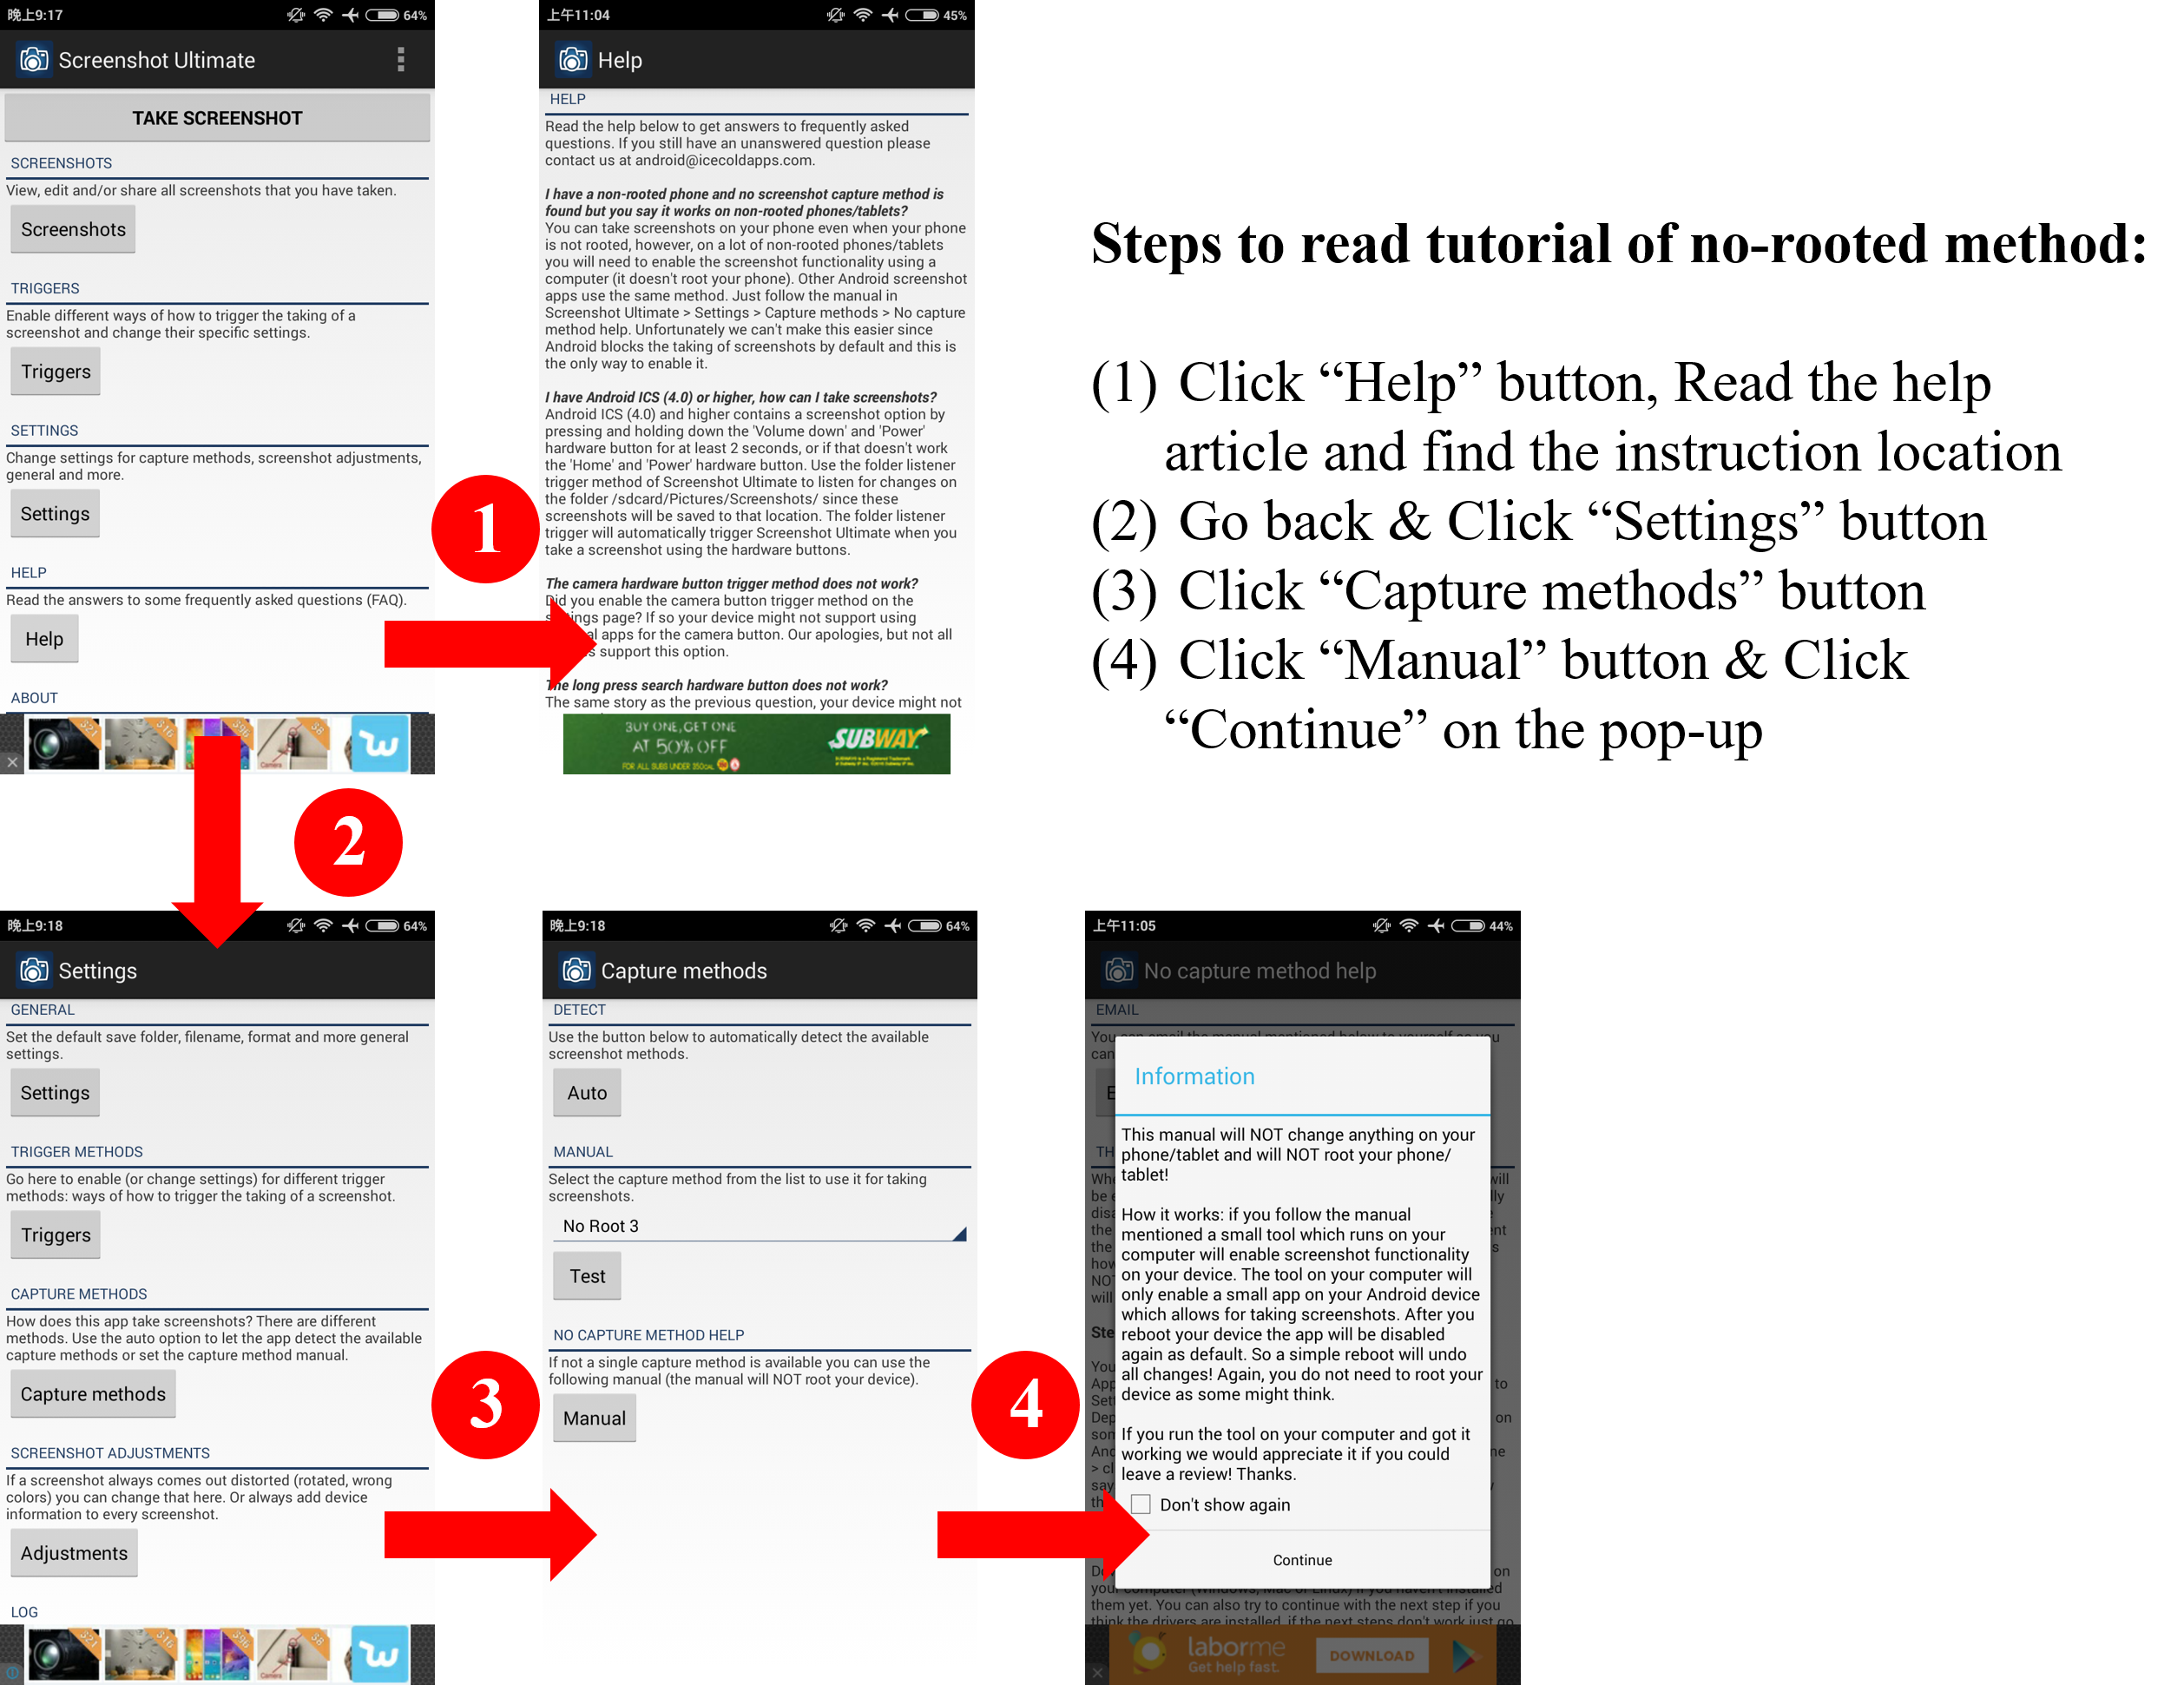 晚上9:17
64%
Screenshot Ultimate
TAKE SCREENSHOT
SCREENSHOTS
View, edit and/or share all screenshots that you have taken.
Screenshots
TRIGGERS
Enable different ways of how to trigger the taking of a
screenshot and change their specific settings.
Triggers
SETTINGS
Change settings for capture methods, screenshot adjustments,
general and more.
Settings
HELP
Read the answers to some frequently asked questions (FAQ).
Help
ABOUT
1
上午11:04
45%
Help
HELP
Read the help below to get answers to frequently asked
questions. If you still have an unanswered question please
contact us at android@icecoldapps.com.
I have a non-rooted phone and no screenshot capture method is
found but you say it works on non-rooted phones/tablets?
You can take screenshots on your phone even when your phone
is not rooted, however, on a lot of non-rooted phones/tablets
you will need to enable the screenshot functionality using a
computer (it doesn't root your phone). Other Android screenshot
apps use the same method. Just follow the manual in
Screenshot Ultimate > Settings > Capture methods > No capture
method help. Unfortunately we can't make this easier since
Android blocks the taking of screenshots by default and this is
the only way to enable it.
I have Android ICS (4.0) or higher, how can I take screenshots?
Android ICS (4.0) and higher contains a screenshot option by
pressing and holding down the 'Volume down' and 'Power'
hardware button for at least 2 seconds, or if that doesn't work
the 'Home' and 'Power' hardware button. Use the folder listener
trigger method of Screenshot Ultimate to listen for changes on
the folder /sdcard/Pictures/Screenshots/ since these
screenshots will be saved to that location. The folder listener
trigger will automatically trigger Screenshot Ultimate when you
take a screenshot using the hardware buttons.
The camera hardware button trigger method does not work?
Did you enable the camera button trigger method on the
page? If so your device might not support using
apps for the camera button. Our apologies, but not all
support this option.
The long press search hardware button does not work?
The same story as the previous question, your device might not
BUY ONE, GET ONE
AT 50% OFF
FOR ALL SUBS UNDER 350CAL
SUBWAY
Steps to read tutorial of no-rooted method:
(1) Click “Help” button, Read the help
article and find the instruction location
(2) Go back & Click “Settings” button
(3) Click “Capture methods” button
(4) Click “Manual” button & Click
“Continue” on the pop-up
2
晚上9:18
64%
Settings
GENERAL
Set the default save folder, filename, format and more general
settings.
Settings
TRIGGER METHODS
Go here to enable (or change settings) for different trigger
methods: ways of how to trigger the taking of a screenshot.
Triggers
CAPTURE METHODS
How does this app take screenshots? There are different
methods. Use the auto option to let the app detect the available
capture methods or set the capture method manual.
Capture methods
SCREENSHOT ADJUSTMENTS
If a screenshot always comes out distorted (rotated, wrong
colors) you can change that here. Or always add device
information to every screenshot.
Adjustments
LOG
3
晚上9:18
64%
Capture methods
DETECT
Use the button below to automatically detect the available
screenshot methods.
Auto
MANUAL
Select the capture method from the list to use it for taking
screenshots.
No Root 3
Test
NO CAPTURE METHOD HELP
If not a single capture method is available you can use the
following manual (the manual will NOT root your device).
Manual
4
上午11:05
44%
No capture method help
EMAIL
Information
This manual will NOT change anything on your
phone/tablet and will NOT root your phone/
tablet!
How it works: if you follow the manual
mentioned a small tool which runs on your
computer will enable screenshot functionality
on your device. The tool on your computer will
only enable a small app on your Android device
which allows for taking screenshots. After you
reboot your device the app will be disabled
again as default. So a simple reboot will undo
all changes! Again, you do not need to root your
device as some might think.
If you run the tool on your computer and got it
working we would appreciate it if you could
leave a review! Thanks.
Don't show again
Continue
them yet. You can also try to continue with the next step if you
think the drivers are installed, if the next steps don't work just go
laborme
Get help fast.
DOWNLOAD